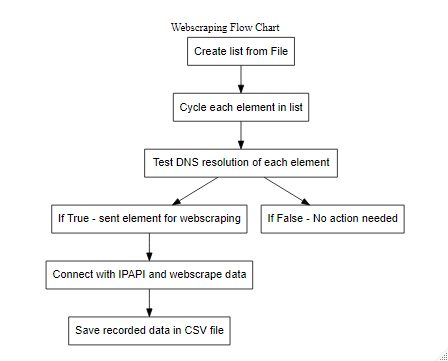 Webscraping Flow Chart
Create list from File
Cycle each element in list
Test DNS resolution of each element
If True - sent element for webscraping
If False - No action needed
Connect with IPAPI and webscrape data
Save recorded data in CSV file